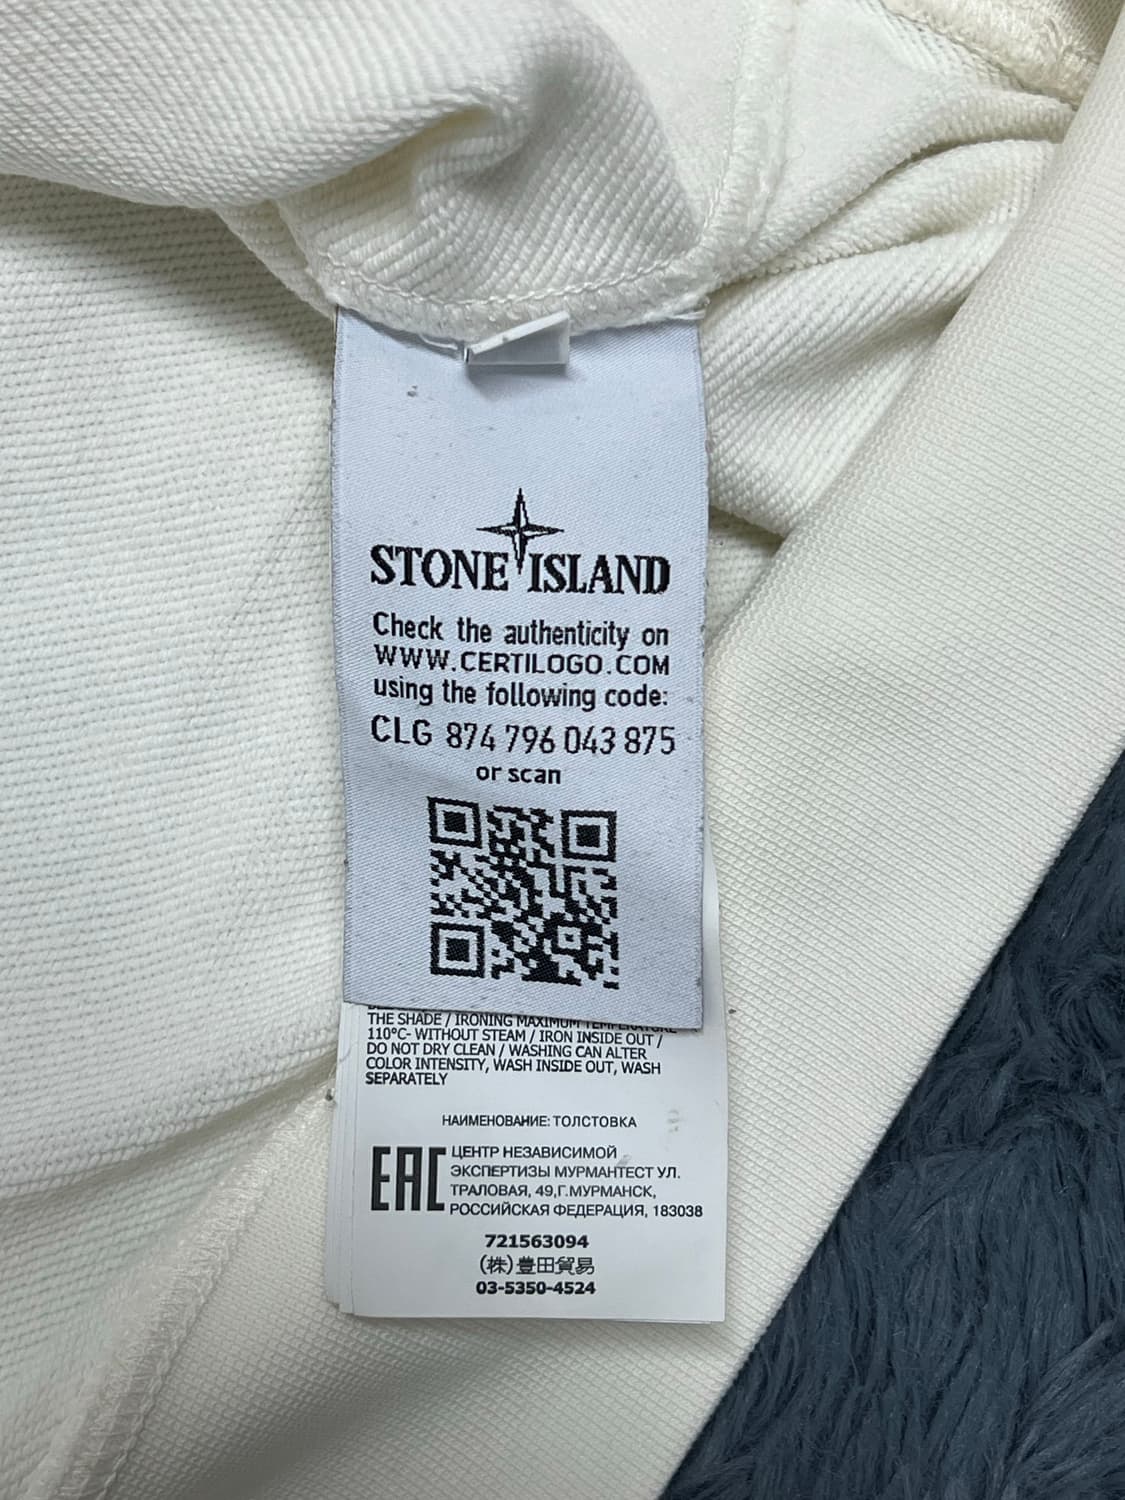 STONE ISLAND
Check the authenticity on
WWW.CERTILOGO.COM
using the following code:
CLG 874 796 043 875
or scan
THE SHADE / IRONING MAXIMUM TEMPERATURE
110°C- WITHOUT STEAM / IRON INSIDE OUT /
DO NOT DRY CLEAN / WASHING CAN ALTER
COLOR INTENSITY, WASH INSIDE OUT, WASH
SEPARATELY
НАИМЕНОВАНИЕ: ТОЛСТОВКА
EAC
ЦЕНТР НЕЗАВИСИМОЙ
ЭКСПЕРТИЗЫ МУРМАНТЕСТ УЛ.
ТРАЛОВАЯ, 49,Г.МУРМАНСК,
РОССИЙСКАЯ ФЕДЕРАЦИЯ, 183038
721563094
(株)豊田貿易
03-5350-4524